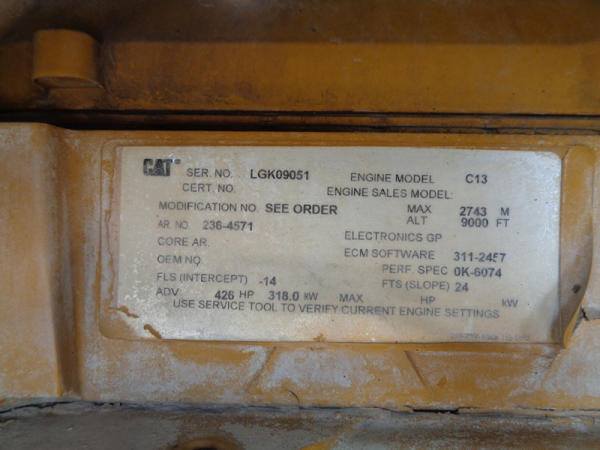 CAT SER. NO. LGK09051 ENGINE MODEL C13
CERT. NO. ENGINE SALES MODEL:
MODIFICATION NO. SEE ORDER MAX ALT 2743 M 9000 FT
AR. NO. 236-4571 ELECTRONICS GP
CORE AR. ECM SOFTWARE 311-2457
OEM NO PERF. SPEC 0K-6074
FLS (INTERCEPT) -14 FTS (SLOPE) 24
ADV 426 HP 318.0 kW MAX HP kW
USE SERVICE TOOL TO VERIFY CURRENT ENGINE SETTINGS